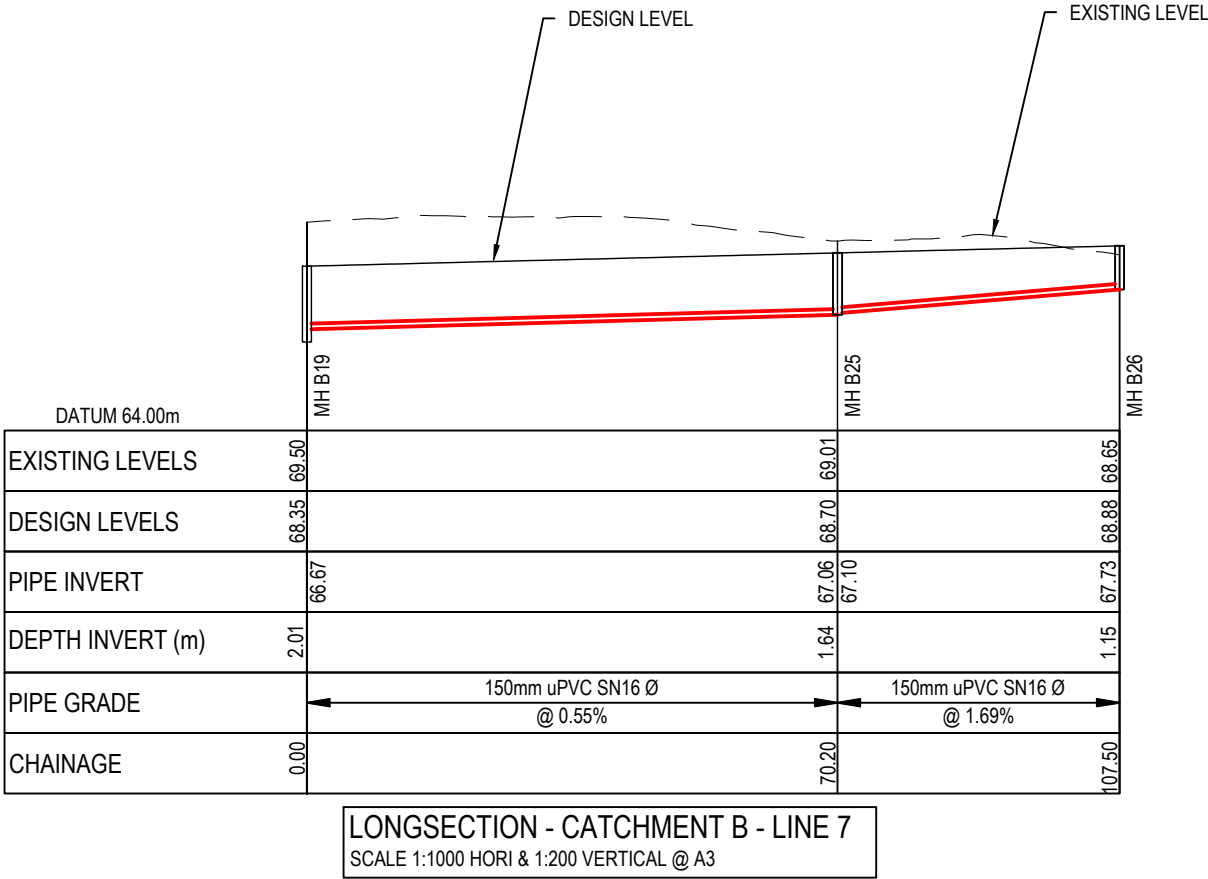 DESIGN LEVEL
EXISTING LEVEL
MH B19
MH B25
MH B26
DATUM 64.00m
EXISTING LEVELS 69.50 69.01 68.65
DESIGN LEVELS 68.35 68.70 68.88
PIPE INVERT 66.67 67.06 67.10 67.73
DEPTH INVERT (m) 2.01 1.64 1.15
PIPE GRADE
150mm uPVC SN16 Ø
@ 0.55%
150mm uPVC SN16 Ø
@ 1.69%
CHAINAGE 0.00 70.20 107.50
LONGSECTION - CATCHMENT B - LINE 7
SCALE 1:1000 HORI & 1:200 VERTICAL @ A3